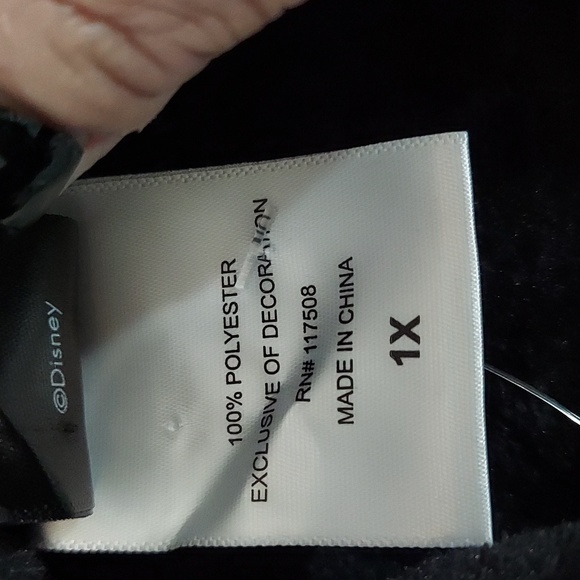 ©Disney
100% POLYESTER
EXCLUSIVE OF DECORATION
RN# 117508
MADE IN CHINA
1X